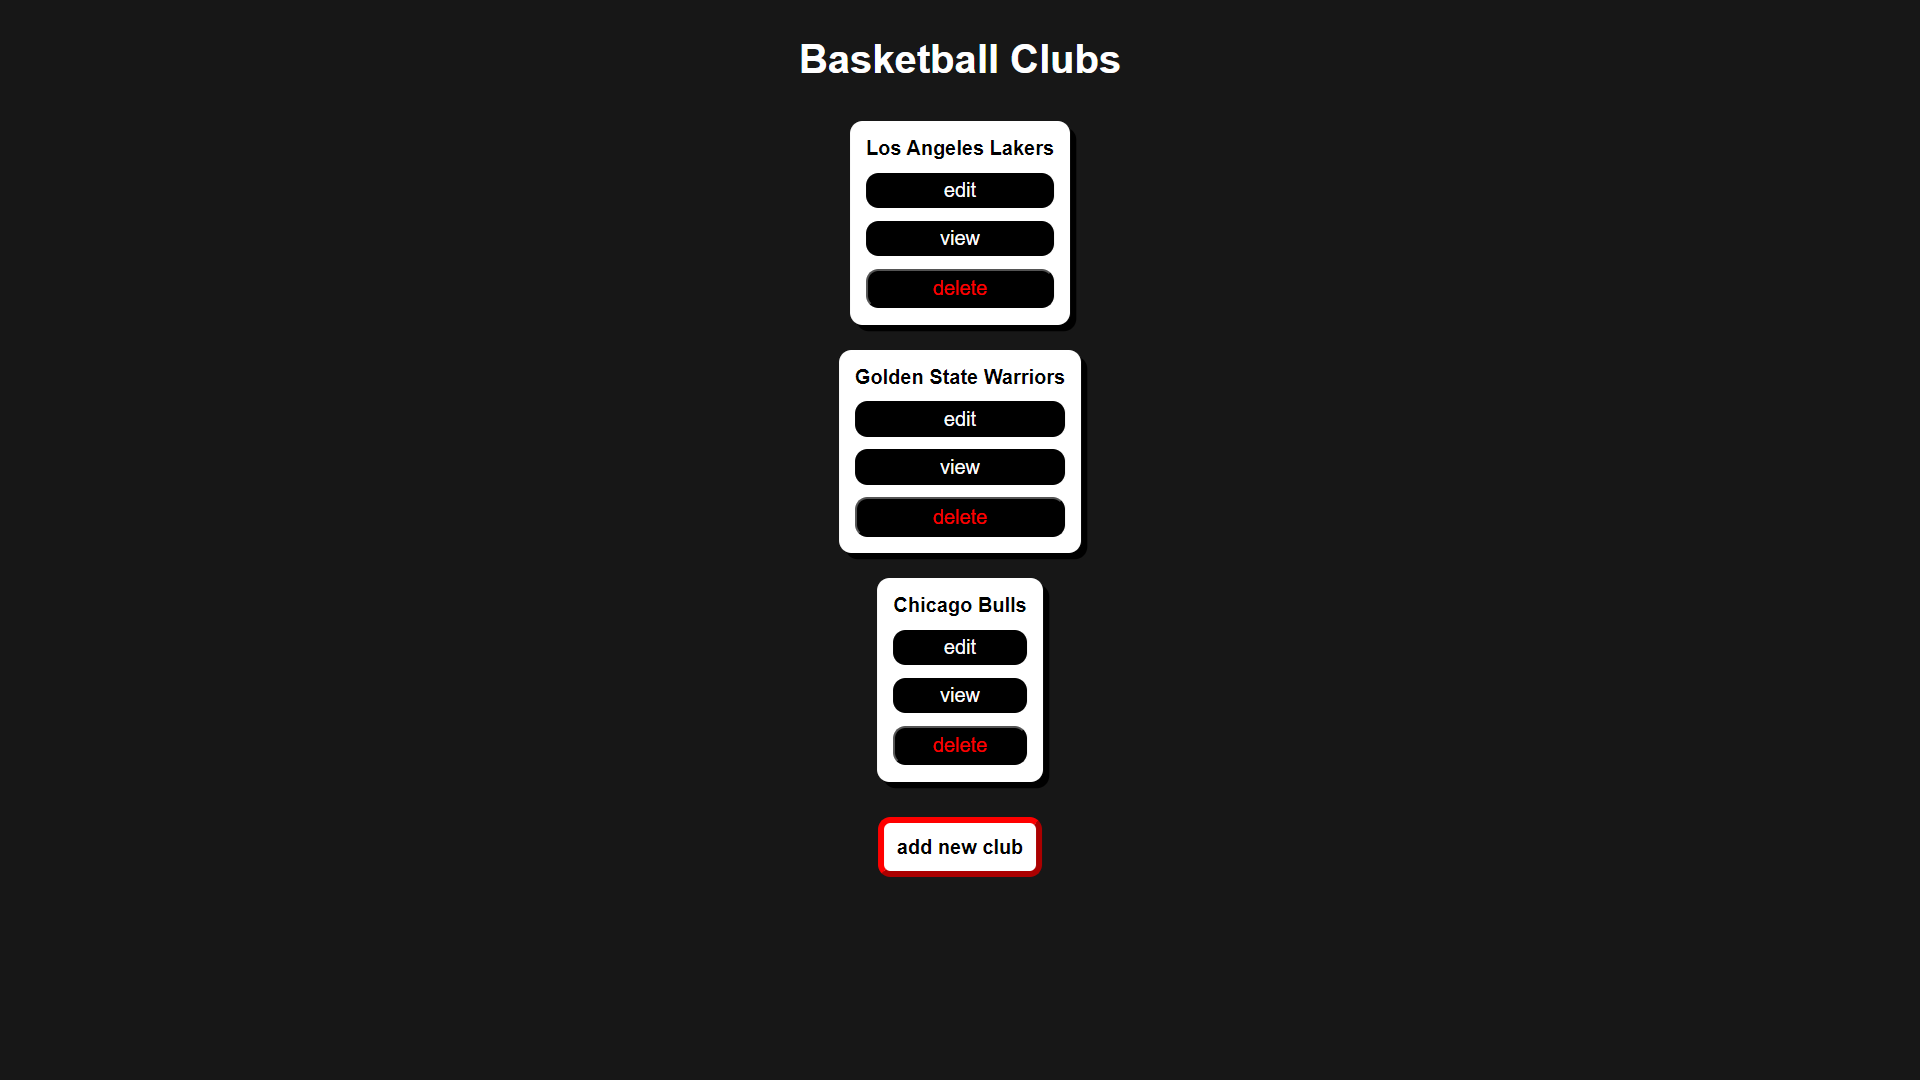 Basketball Clubs
Los Angeles Lakers
edit
view
delete
Golden State Warriors
edit
view
delete
Chicago Bulls
edit
view
delete
add new club